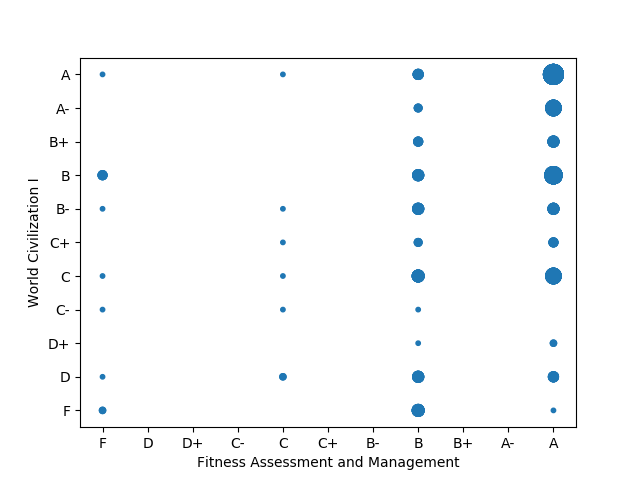 World Civilization I
A
A-
B+
B
B-
C+
C
C-
D+
D
F
F D D+ C- C C+ B- B B+ A- A
Fitness Assessment and Management